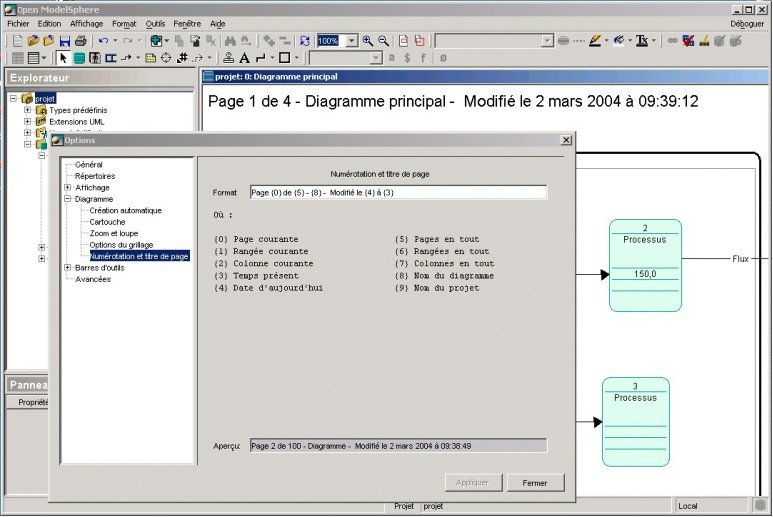 Open ModelSphere
Fichier Edition Affichage Format Outils Fenêtre Aide
Déboguer
100%
Explorateur
projet
Types prédéfinis
Extensions UML
projet: 0: Diagramme principal
Page 1 de 4 - Diagramme principal - Modifié le 2 mars 2004 à 09:39:12
Options
Général
Répertoires
Affichage
Diagramme
Création automatique
Cartouche
Zoom et loupe
Options du grillage
Numérotation et titre de page
Barres d'outils
Avancées
Numérotation et titre de page
Format Page {0} de {5} - {8} - Modifié le {4} à {3}
Où :
{0} Page courante {5} Pages en tout
{1} Rangée courante {6} Rangées en tout
{2} Colonne courante {7} Colonnes en tout
{3} Temps présent {8} Nom du diagramme
{4} Date d'aujourd'hui {9} Nom du projet
Aperçu: Page 2 de 100 - Diagramme - Modifié le 2 mars 2004 à 09:38:49
Appliquer Fermer
2
Processus
150,0
Flux
3
Processus
Pannea
Propriété
Projet projet
Local